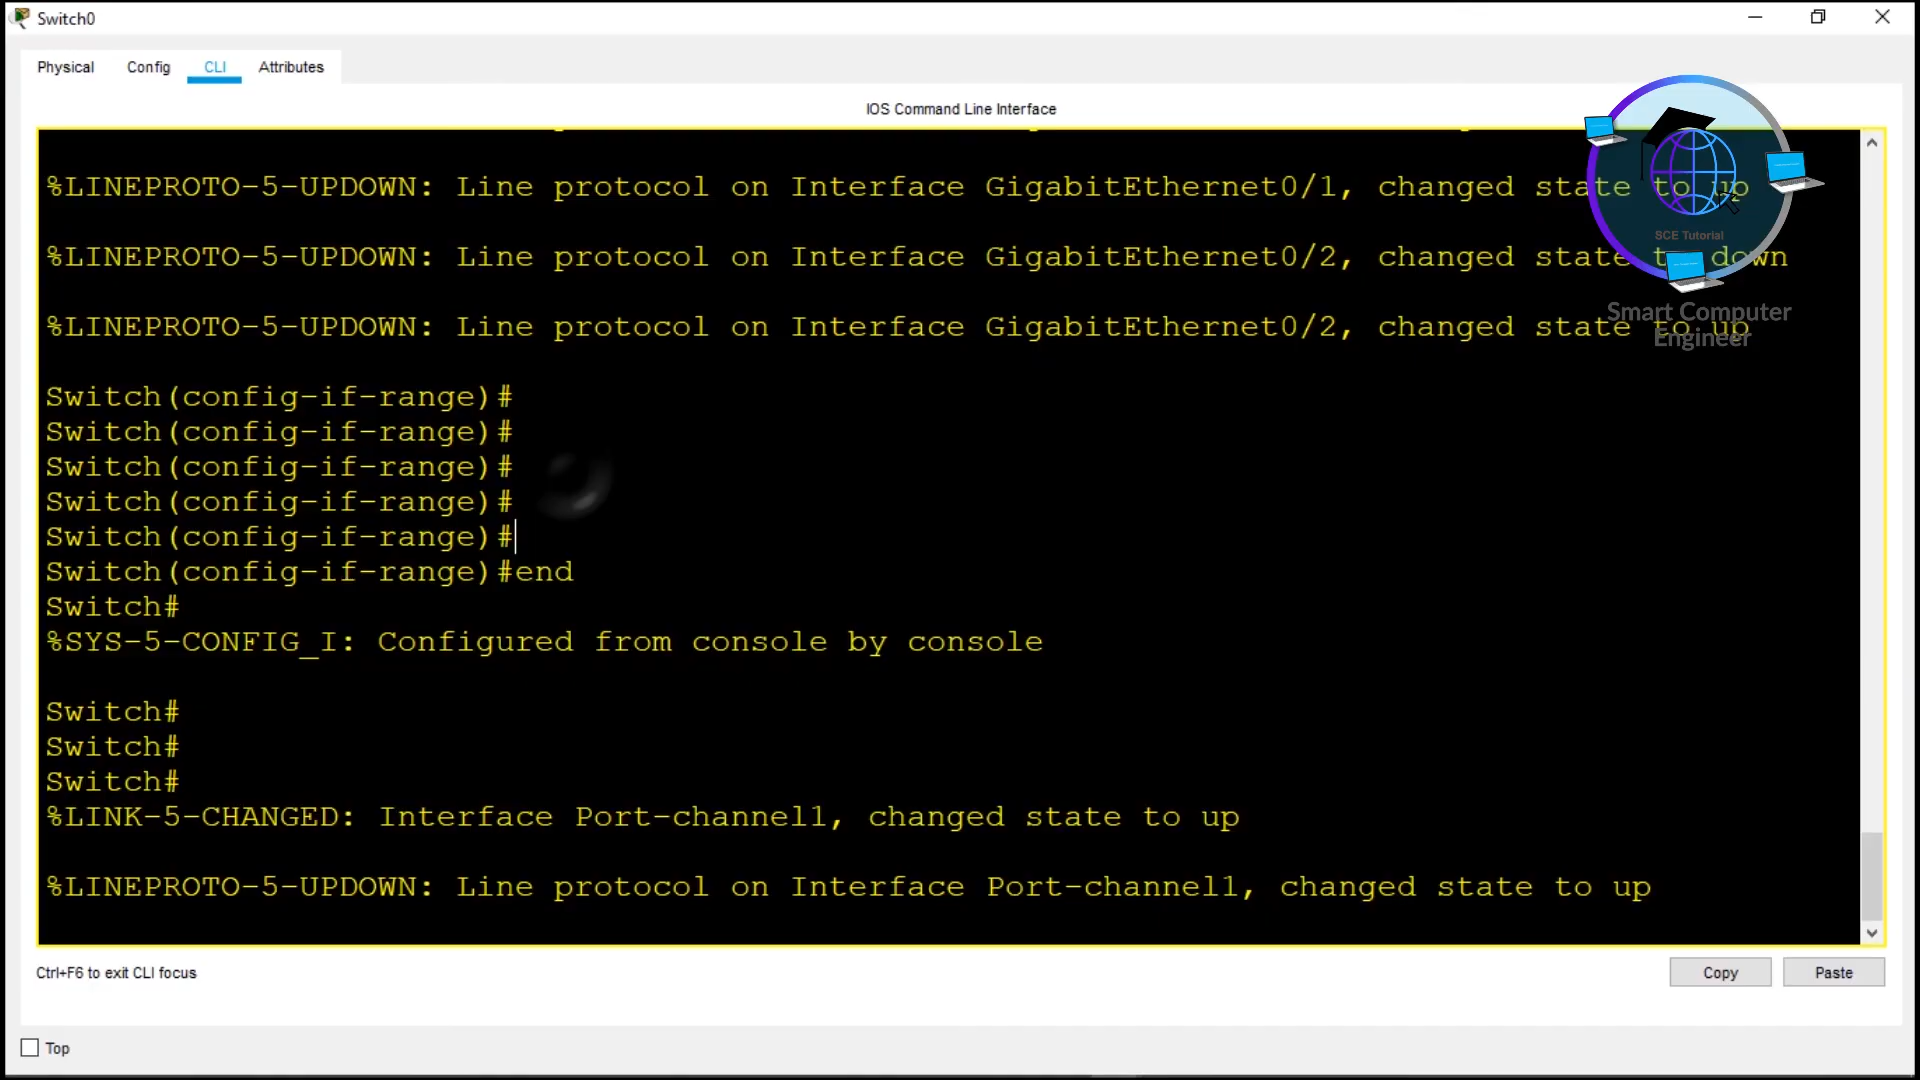 Switch0
Physical
Config
CLI
Attributes
IOS Command Line Interface
%LINEPROTO-5-UPDOWN: Line protocol on Interface GigabitEthernet0/1, changed state to up
%LINEPROTO-5-UPDOWN: Line protocol on Interface GigabitEthernet0/2, changed state to down
%LINEPROTO-5-UPDOWN: Line protocol on Interface GigabitEthernet0/2, changed state to up
SCE Tutorial
Smart Computer
Engineer
Switch(config-if-range)#
Switch(config-if-range)#
Switch(config-if-range)#
Switch(config-if-range)#
Switch(config-if-range)#
Switch(config-if-range)#end
Switch#
%SYS-5-CONFIG_I: Configured from console by console
Switch#
Switch#
Switch#
%LINK-5-CHANGED: Interface Port-channel1, changed state to up
%LINEPROTO-5-UPDOWN: Line protocol on Interface Port-channel1, changed state to up
Ctrl+F6 to exit CLI focus
Copy
Paste
Top